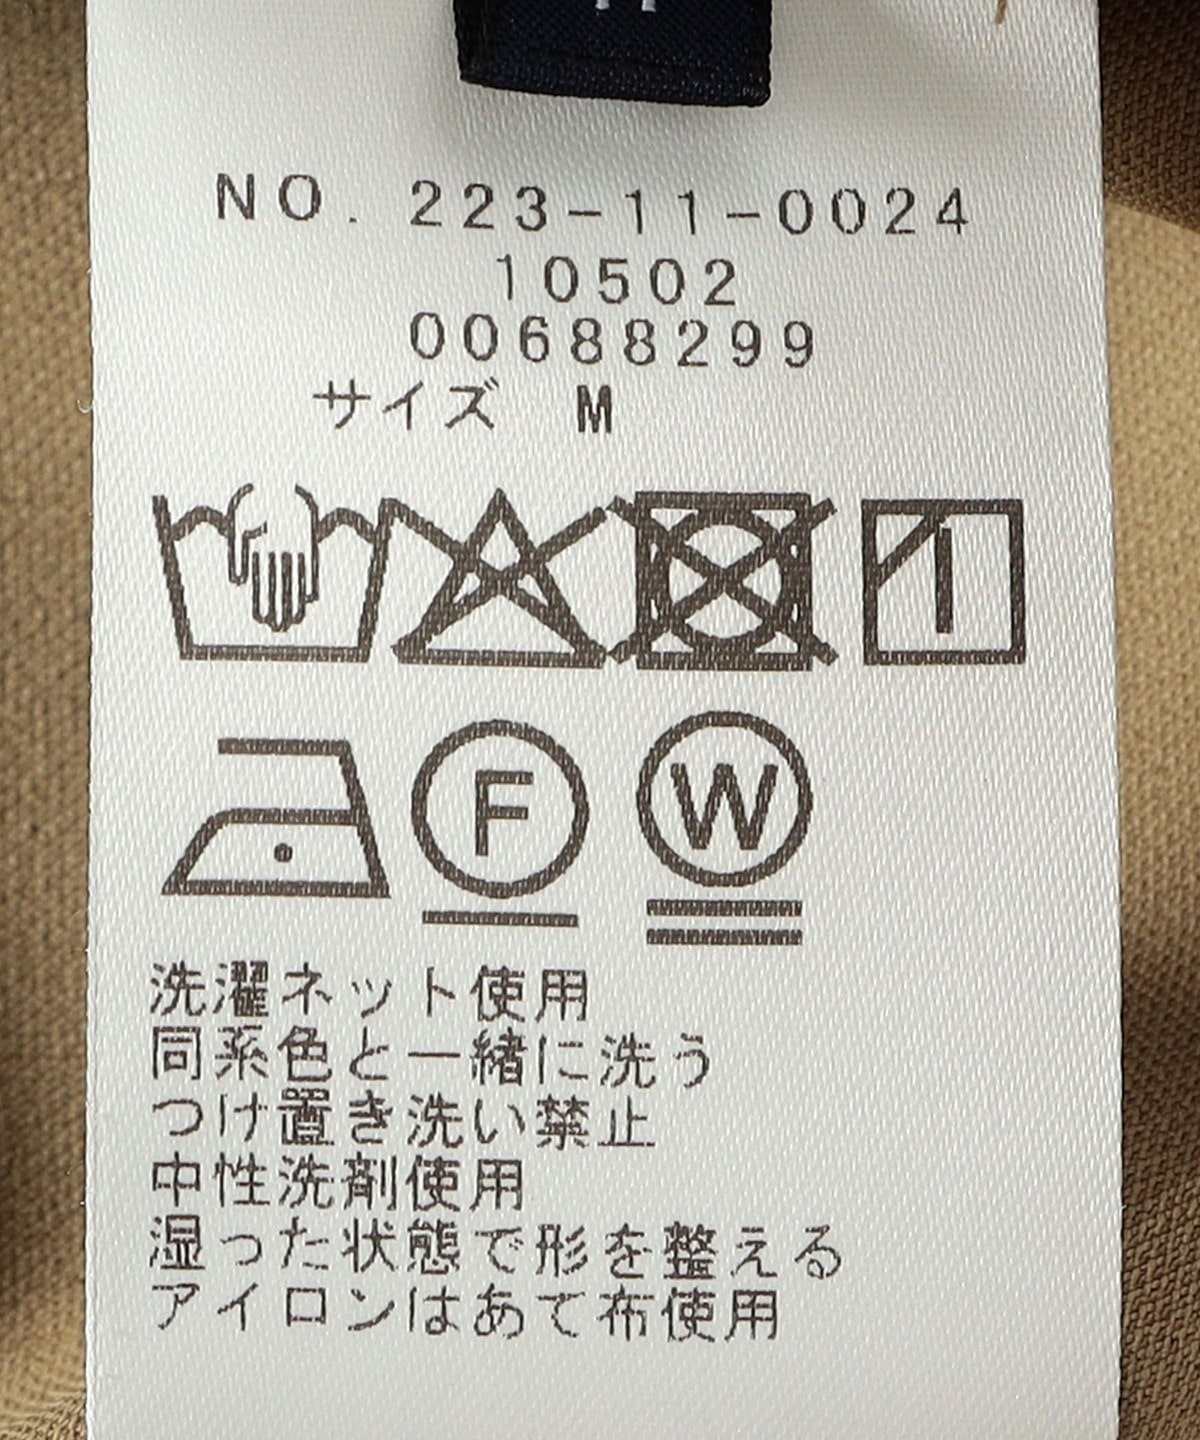 NO. 223-11-0024
10502
00688299
サイズ M
F
W
洗濯ネット使用
同系色と一緒に洗う
つけ置き洗い禁止
中性洗剤使用
湿った状態で形を整える
アイロンはあて布使用